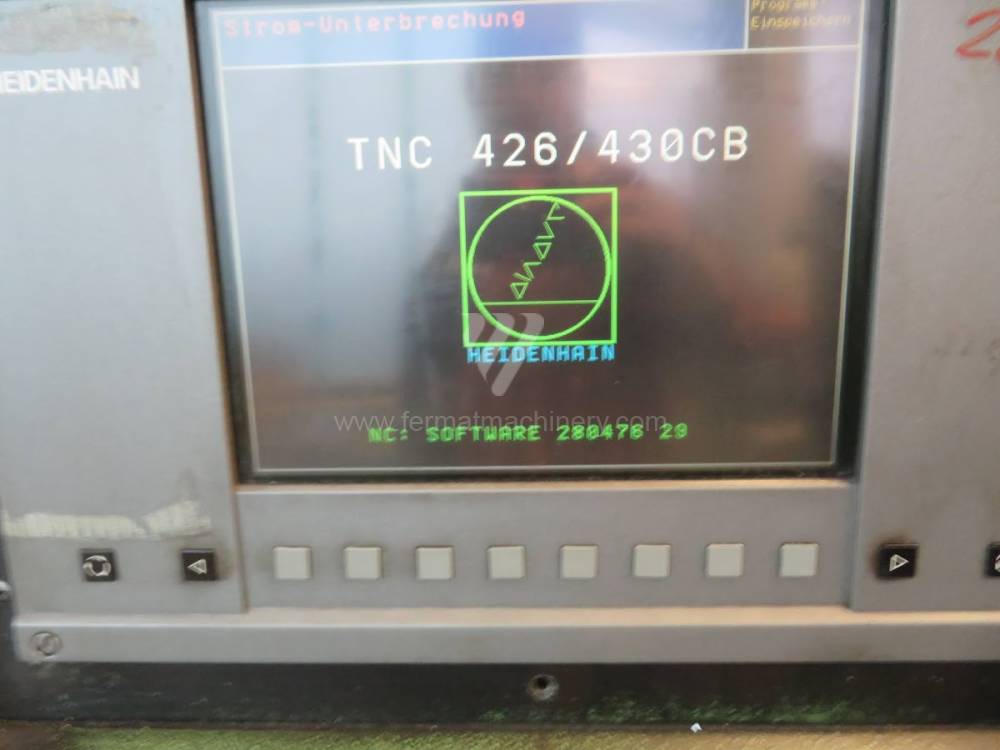 Strom-Unterbrechung
Programm-
Einspeichern
HEIDENHAIN
TNC 426/430CB
HEIDENHAIN
www.fermatmachinery.com
NC: SOFTWARE 280476 29